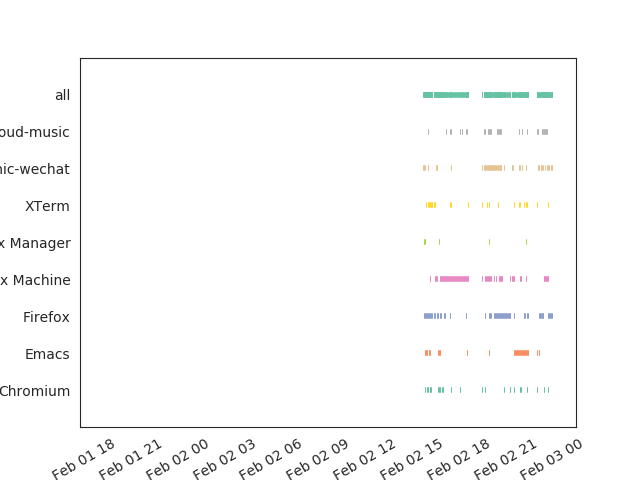 all
oud-music
ic-wechat
XTerm
x Manager
x Machine
Firefox
Emacs
Chromium
Feb 01 18
Feb 01 21
Feb 02 00
Feb 02 03
Feb 02 06
Feb 02 09
Feb 02 12
Feb 02 15
Feb 02 18
Feb 02 21
Feb 03 00